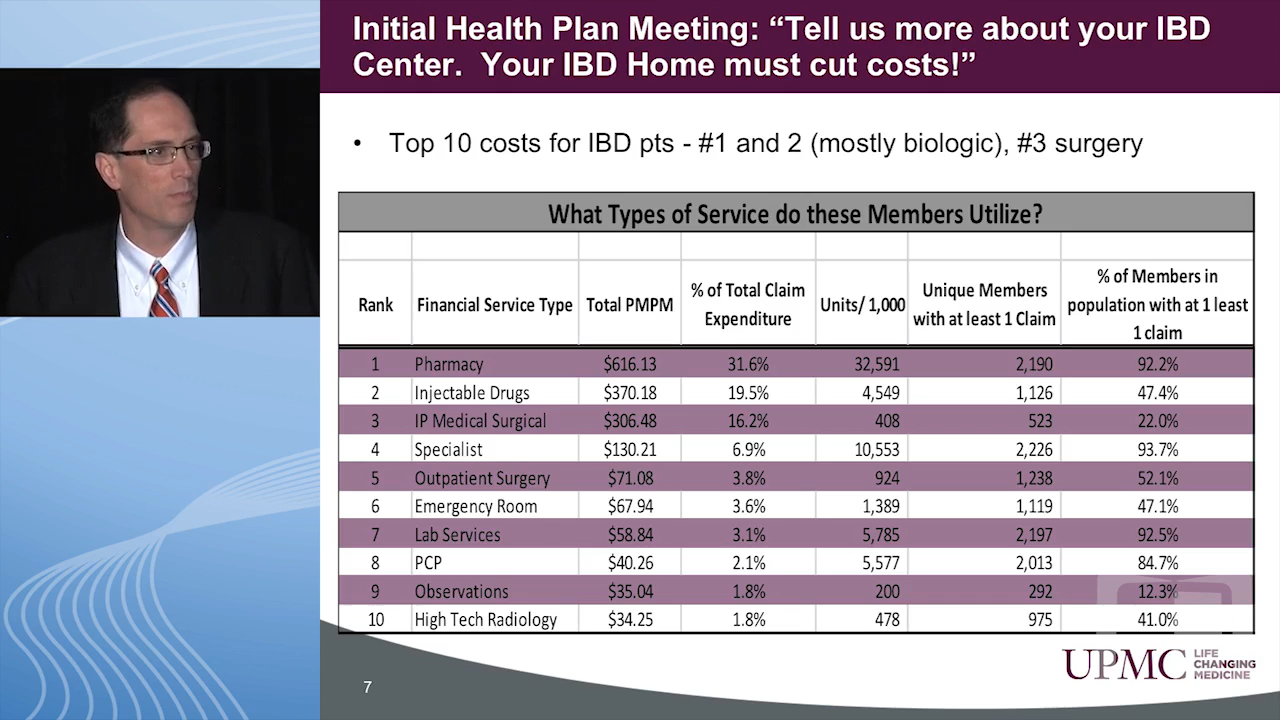 Initial Health Plan Meeting: “Tell us more about your IBD
Center.  Your IBD Home must cut costs!”
• Top 10 costs for IBD pts - #1 and 2 (mostly biologic), #3 surgery
What Types of Service do these Members Utilize?
Rank Financial Service Type Total PMPM % of Total Claim Expenditure Units/ 1,000 Unique Members with at least 1 Claim % of Members in population with at 1 least 1 claim
1 Pharmacy $616.13 31.6% 32,591 2,190 92.2%
2 Injectable Drugs $370.18 19.5% 4,549 1,126 47.4%
3 IP Medical Surgical $306.48 16.2% 408 523 22.0%
4 Specialist $130.21 6.9% 10,553 2,226 93.7%
5 Outpatient Surgery $71.08 3.8% 924 1,238 52.1%
6 Emergency Room $67.94 3.6% 1,389 1,119 47.1%
7 Lab Services $58.84 3.1% 5,785 2,197 92.5%
8 PCP $40.26 2.1% 5,577 2,013 84.7%
9 Observations $35.04 1.8% 200 292 12.3%
10 High Tech Radiology $34.25 1.8% 478 975 41.0%
UPMC LIFE
CHANGING
MEDICINE
7